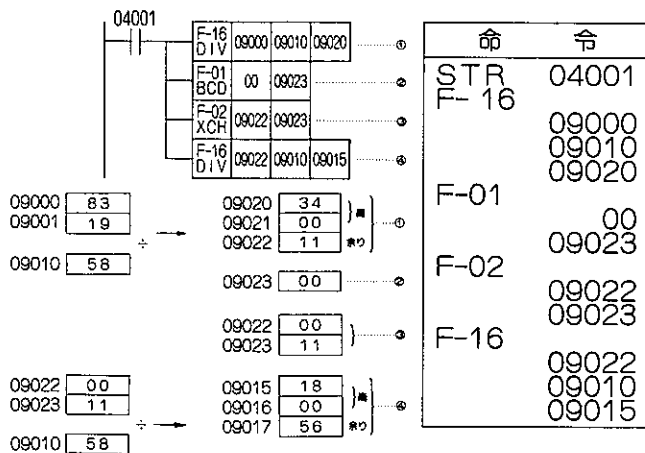 04001
F-16 DIV 09000 09010 09020 ①
F-01 BCD 00 09023 ②
F-02 XCH 09022 09023 ③
F-16 DIV 09022 09010 09015 ④
命 令
STR 04001
F-16
09000
09010
09020
F-01
00
09023
F-02
09022
09023
F-16
09022
09010
09015
09000 83
09001 19
÷
09010 58
09020 34
09021 00 商
09022 11 余り
①
09023 00 ②
09022 00
09023 11
③
09022 00
09023 11
÷
09010 58
09015 18
09016 00 商
09017 56 余り
④